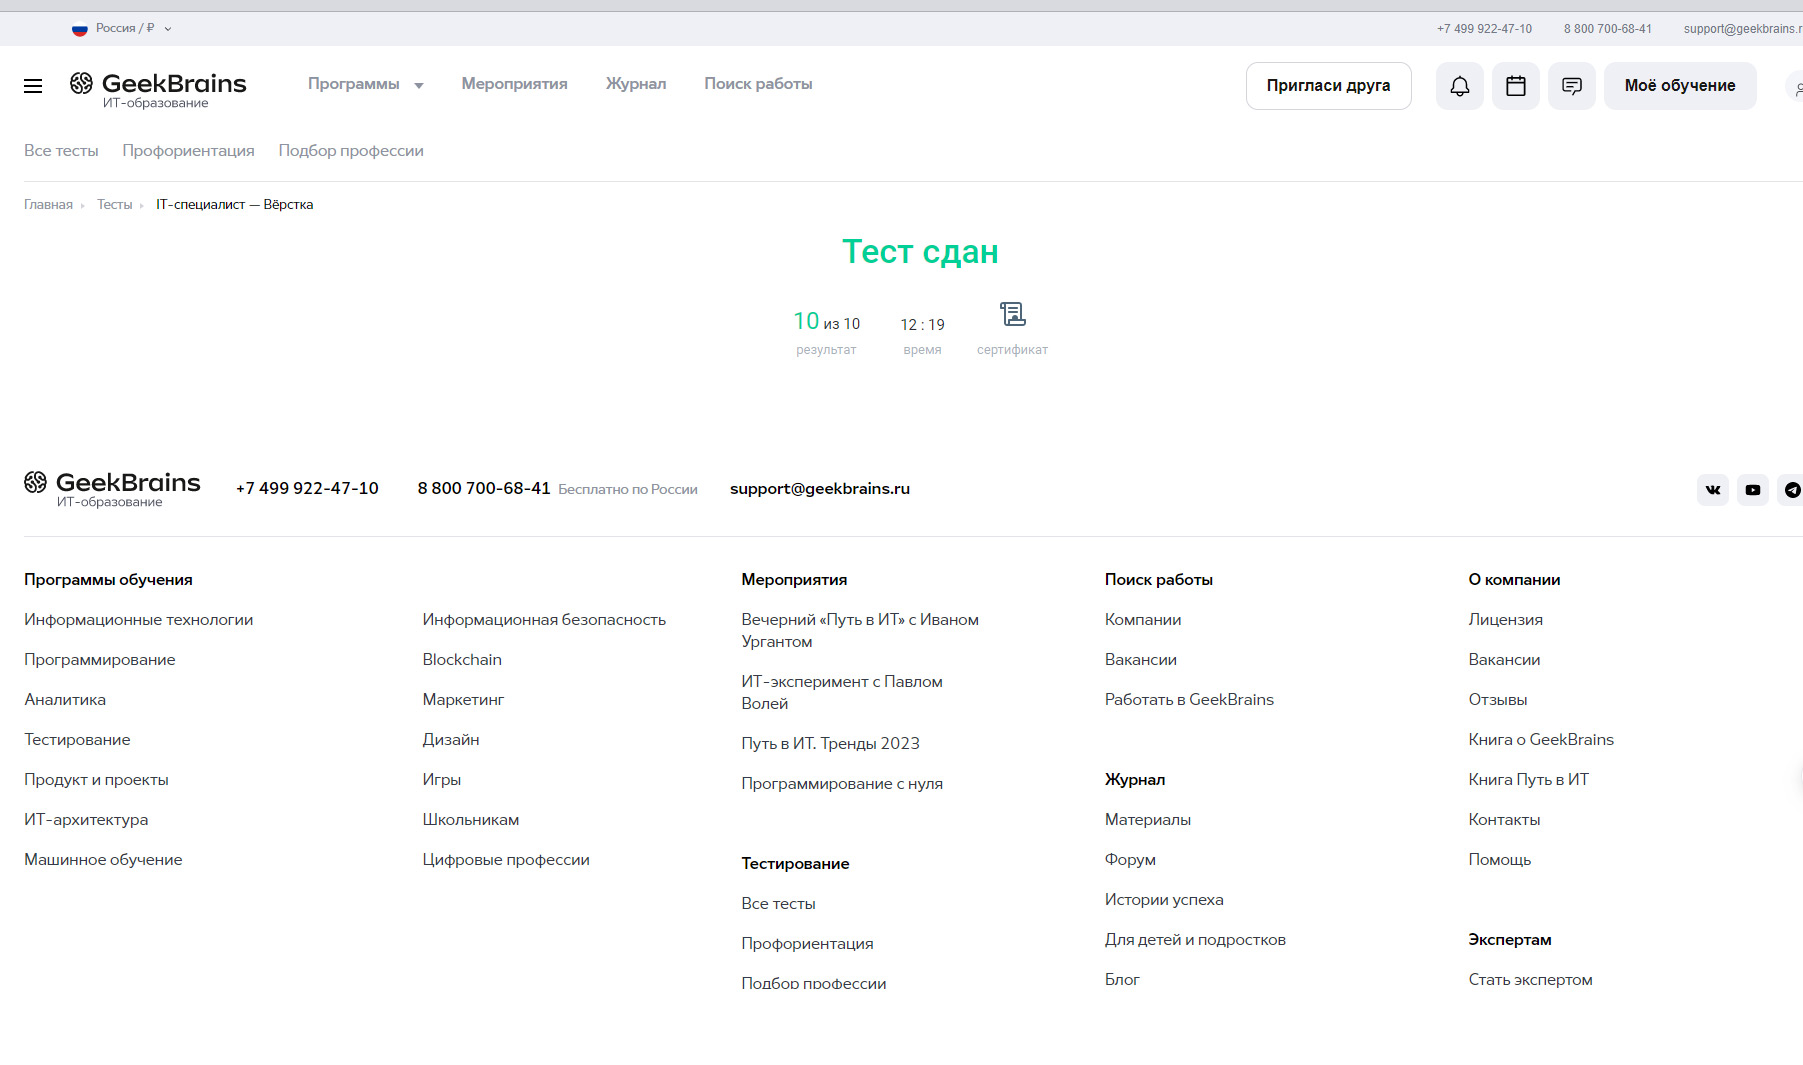 Россия / ₽
+7 499 922-47-10 8 800 700-68-41 support@geekbrains.r
GeekBrains
ИТ-образование
Программы Мероприятия Журнал Поиск работы
Пригласи друга
Моё обучение
Все тесты Профориентация Подбор профессии
Главная Тесты IT-специалист — Вёрстка
Тест сдан
10 из 10 12 : 19
результат время сертификат
GeekBrains
ИТ-образование
+7 499 922-47-10 8 800 700-68-41 Бесплатно по России support@geekbrains.ru
Программы обучения
Информационные технологии
Программирование
Аналитика
Тестирование
Продукт и проекты
ИТ-архитектура
Машинное обучение
Информационная безопасность
Blockchain
Маркетинг
Дизайн
Игры
Школьникам
Цифровые профессии
Мероприятия
Вечерний «Путь в ИТ» с Иваном
Ургантом
ИТ-эксперимент с Павлом
Волей
Путь в ИТ. Тренды 2023
Программирование с нуля
Тестирование
Все тесты
Профориентация
Подбор профессии
Поиск работы
Компании
Вакансии
Работать в GeekBrains
Журнал
Материалы
Форум
Истории успеха
Для детей и подростков
Блог
О компании
Лицензия
Вакансии
Отзывы
Книга о GeekBrains
Книга Путь в ИТ
Контакты
Помощь
Экспертам
Стать экспертом